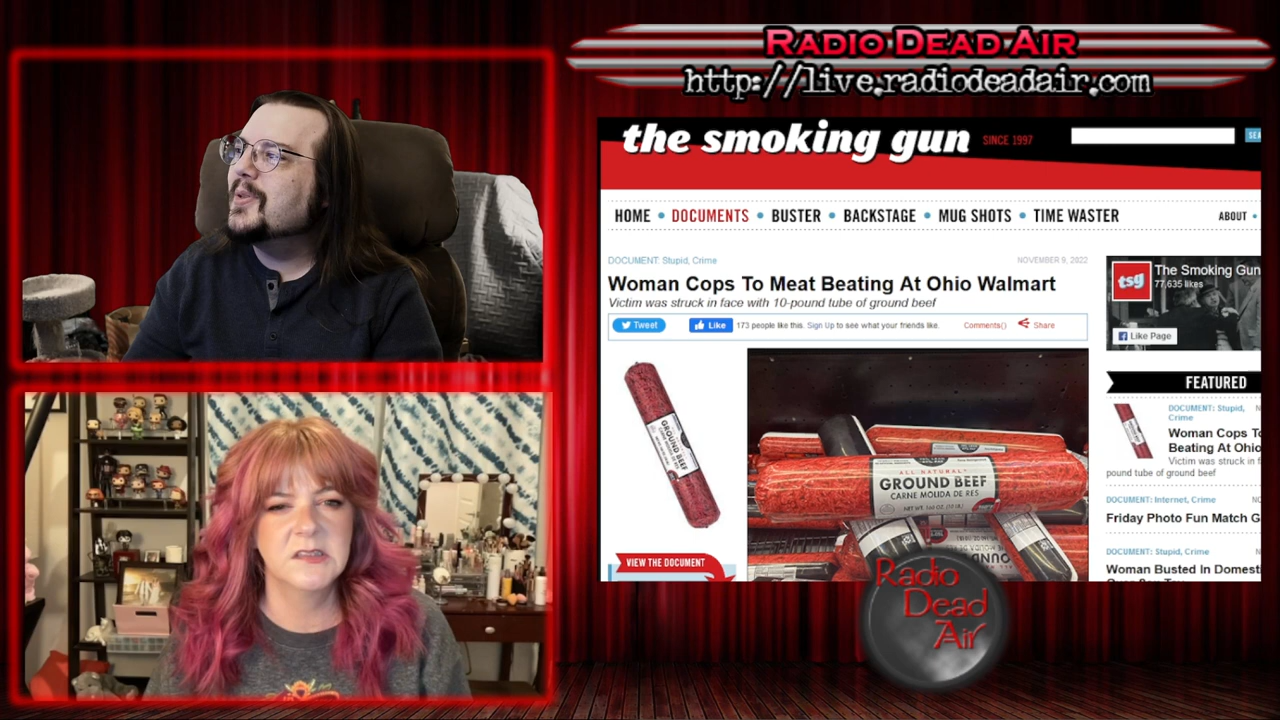 RADIO DEAD AIR
http://live.radiodeadair.com
the smoking gun SINCE 1997
SEA
HOME • DOCUMENTS • BUSTER • BACKSTAGE • MUG SHOTS • TIME WASTER
ABOUT •
DOCUMENT: Stupid, Crime
NOVEMBER 9, 2022
Woman Cops To Meat Beating At Ohio Walmart
Victim was struck in face with 10-pound tube of ground beef
Tweet
Like
173 people like this. Sign Up to see what your friends like.
Comments()
Share
tsg
The Smoking Gun
77,635 likes
Like Page
GROUND BEEF
ALL NATURAL*
GROUND BEEF
CARNE MOLIDA DE RES
VIEW THE DOCUMENT
FEATURED
DOCUMENT: Stupid,
Crime
Woman Cops To
Beating At Ohio
Victim was struck in f
pound tube of ground beef
DOCUMENT: Internet, Crime
Friday Photo Fun Match G
DOCUMENT: Stupid, Crime
Woman Busted In Domesti
Radio
Dead
Air